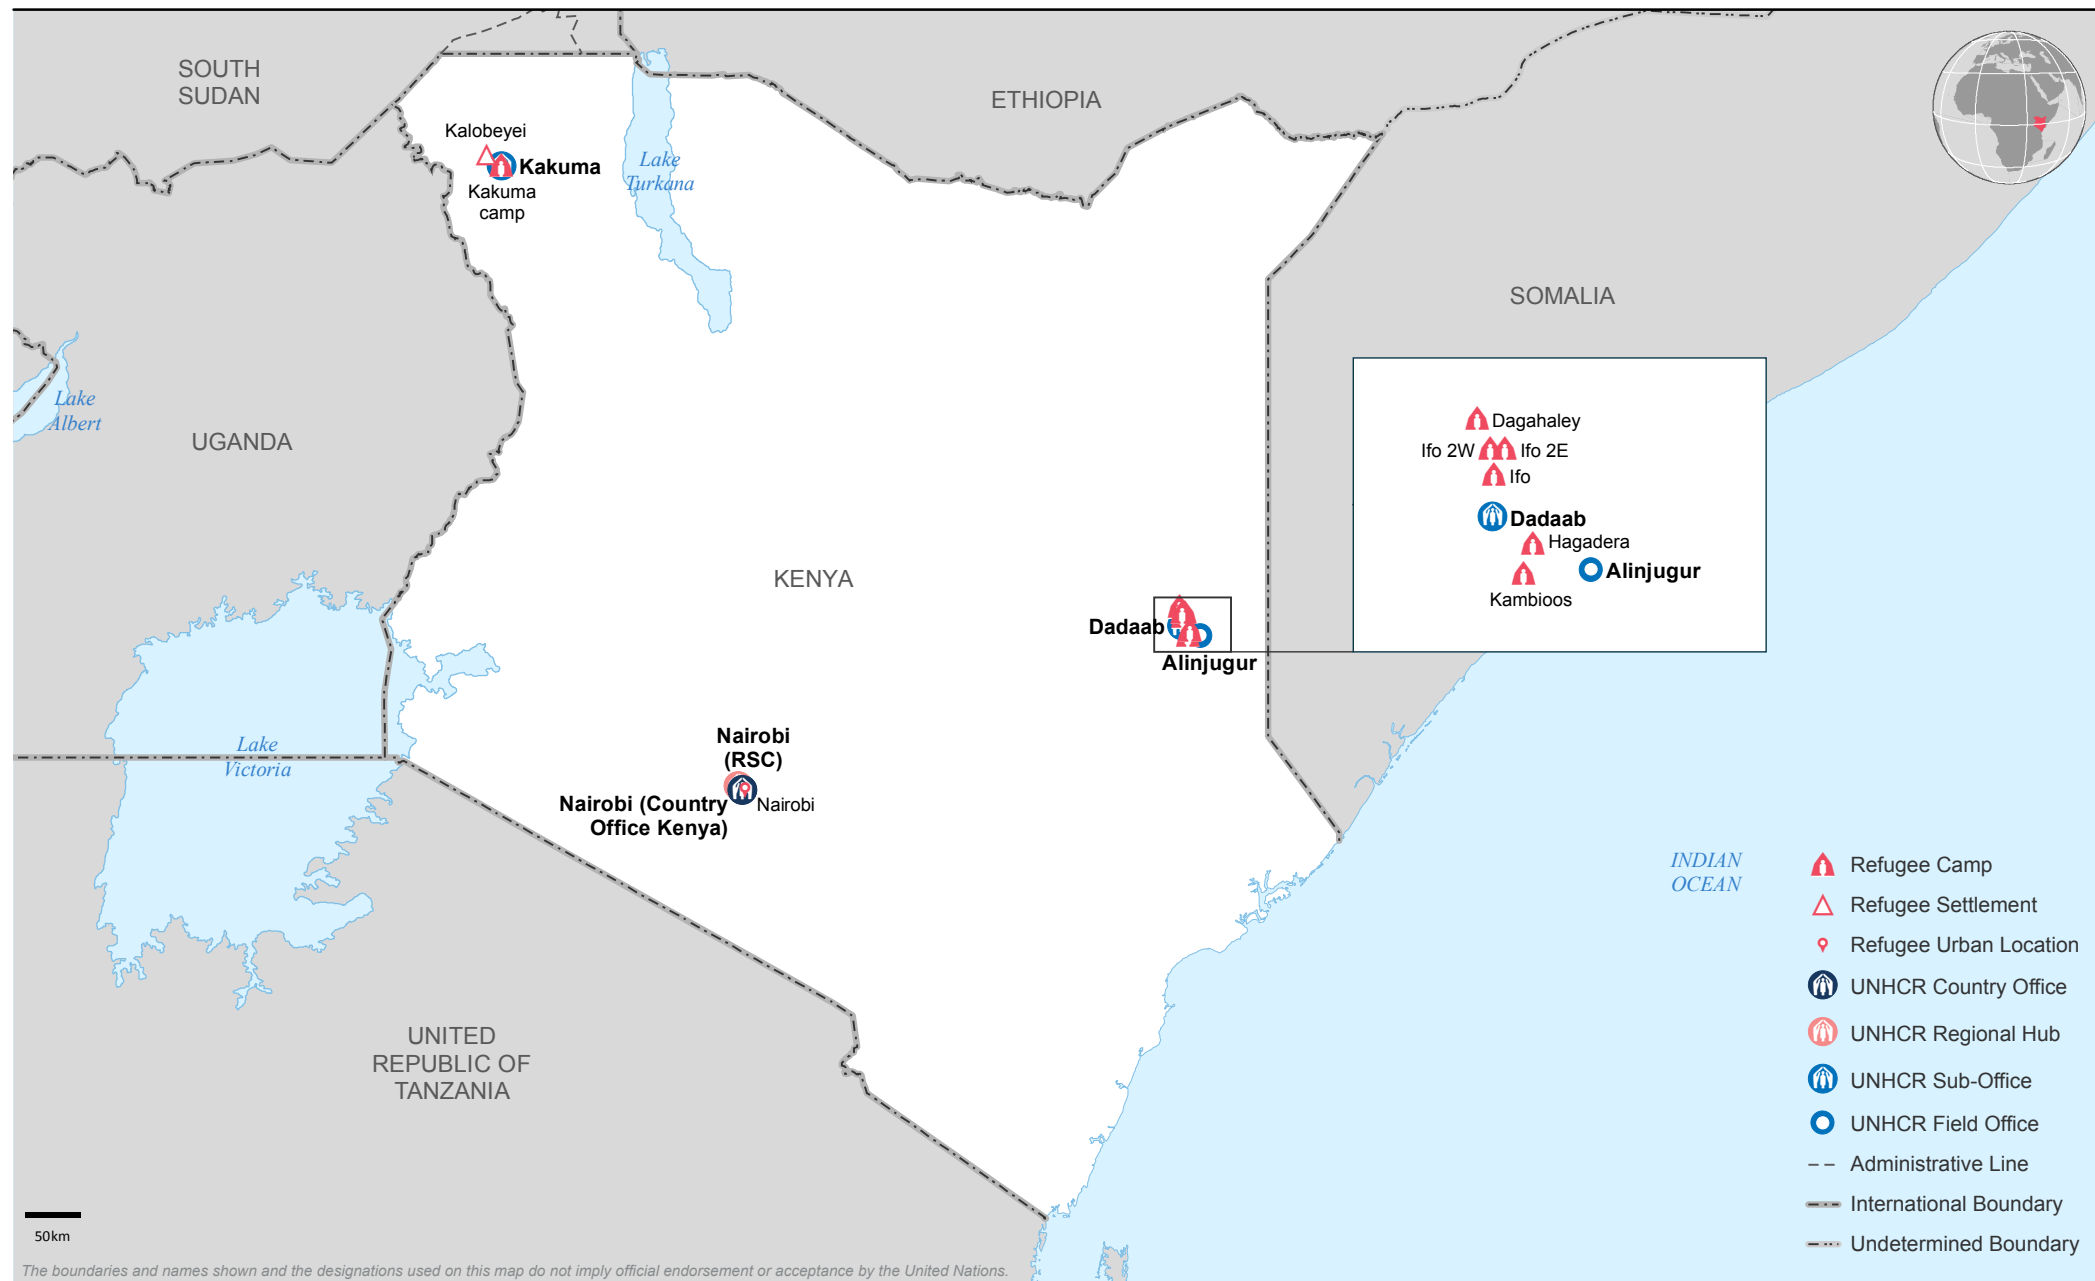 SOUTH
SUDAN
ETHIOPIA
Kalobeyei
Kakuma
Kakuma
camp
Lake
Turkana
SOMALIA
Lake
Albert
UGANDA
Dagahaley
Ifo 2W
Ifo 2E
Ifo
Dadaab
Hagadera
Alinjugur
Kambioos
KENYA
Dadaab
Alinjugur
Lake
Victoria
Nairobi
(RSC)
Nairobi (Country
Office Kenya)
Nairobi
INDIAN
OCEAN
UNITED
REPUBLIC OF
TANZANIA
Refugee Camp
Refugee Settlement
Refugee Urban Location
UNHCR Country Office
UNHCR Regional Hub
UNHCR Sub-Office
UNHCR Field Office
Administrative Line
International Boundary
Undetermined Boundary
50km
The boundaries and names shown and the designations used on this map do not imply official endorsement or acceptance by the United Nations.